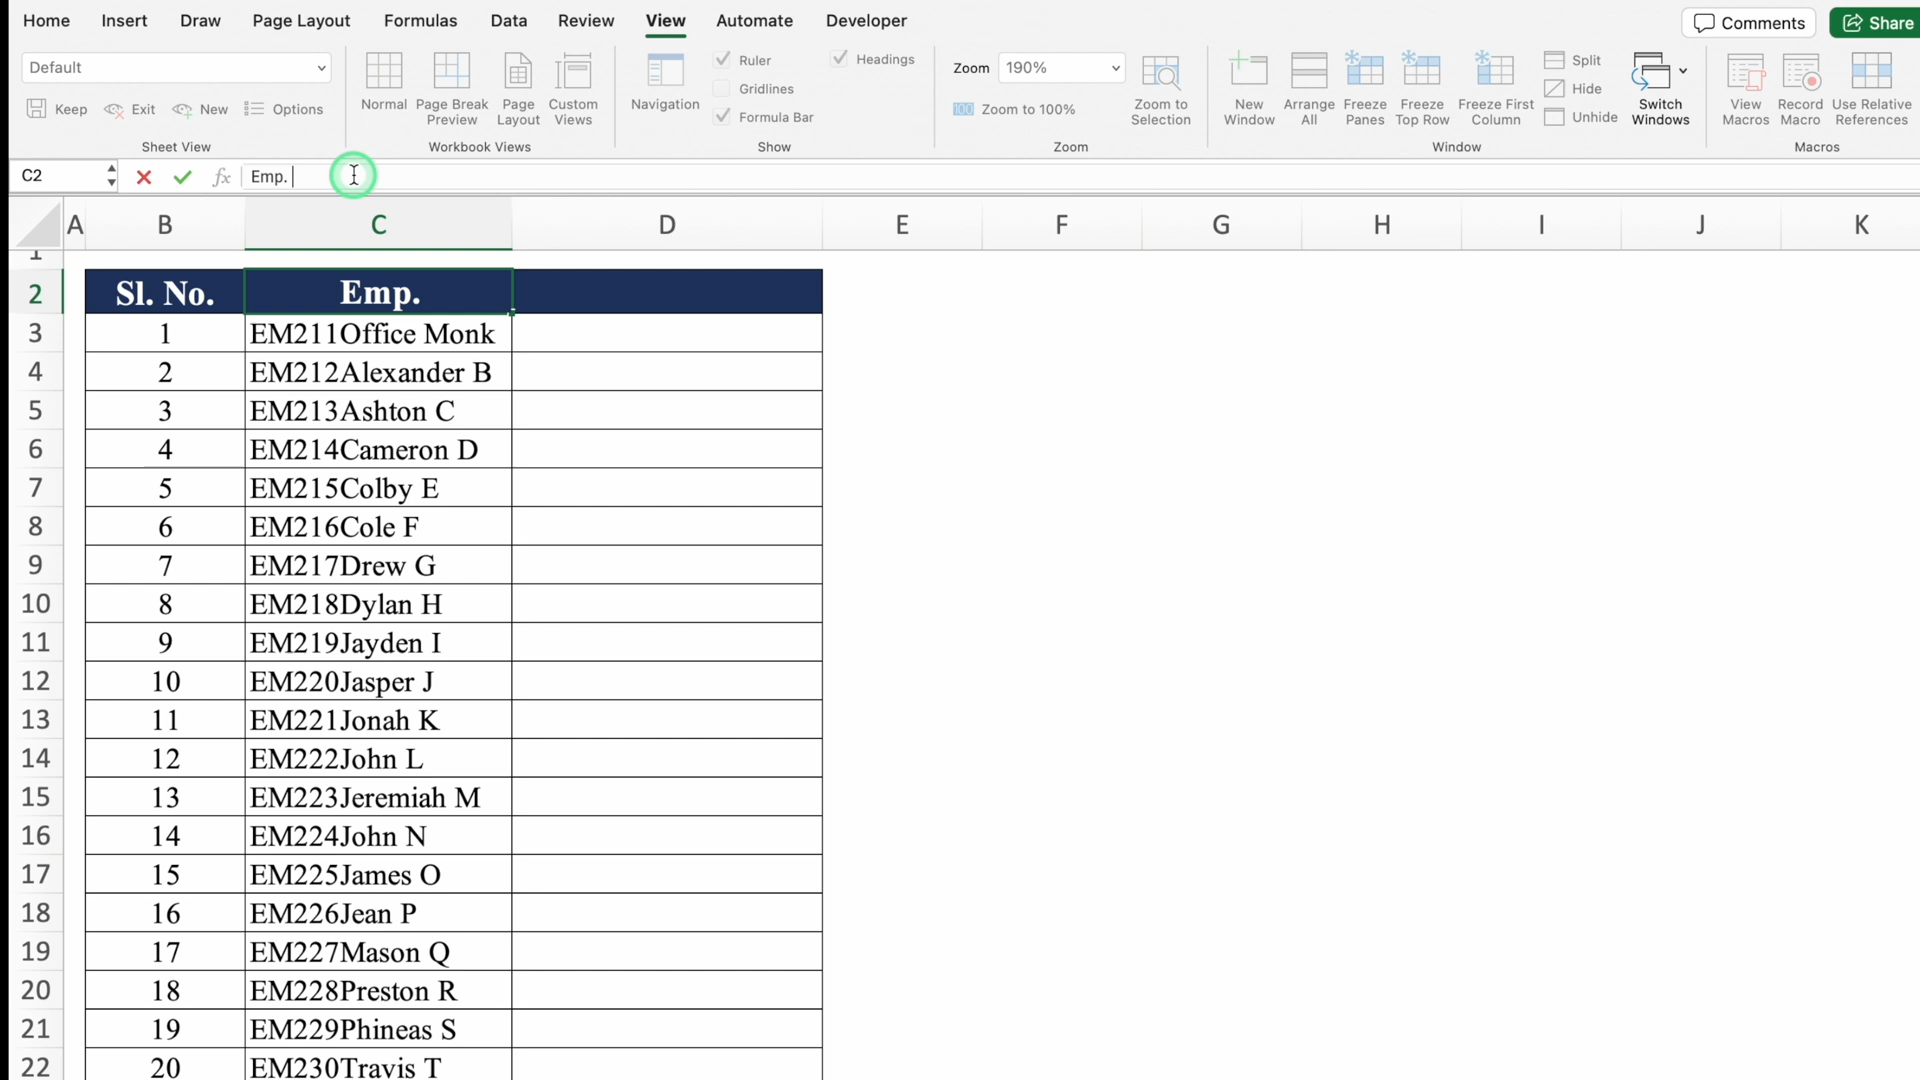 Home Insert Draw Page Layout Formulas Data Review View Automate Developer Comments Share
Default
Keep Exit New Options
Sheet View
Normal Page Break Preview Page Layout Custom Views
Workbook Views
Navigation Ruler Headings
Gridlines
Formula Bar
Show
Zoom 190%
100 Zoom to 100%
Zoom to Selection
Zoom
New Window Arrange All Freeze Panes Freeze Top Row Freeze First Column
Split
Hide
Unhide
Switch Windows
Window
View Macros Record Macro Use Relative References
Macros
C2 fx Emp.
A B C D E F G H I J K
1
2 Sl. No. Emp.
3 1 EM211Office Monk
4 2 EM212Alexander B
5 3 EM213Ashton C
6 4 EM214Cameron D
7 5 EM215Colby E
8 6 EM216Cole F
9 7 EM217Drew G
10 8 EM218Dylan H
11 9 EM219Jayden I
12 10 EM220Jasper J
13 11 EM221Jonah K
14 12 EM222John L
15 13 EM223Jeremiah M
16 14 EM224John N
17 15 EM225James O
18 16 EM226Jean P
19 17 EM227Mason Q
20 18 EM228Preston R
21 19 EM229Phineas S
22 20 EM230Travis T